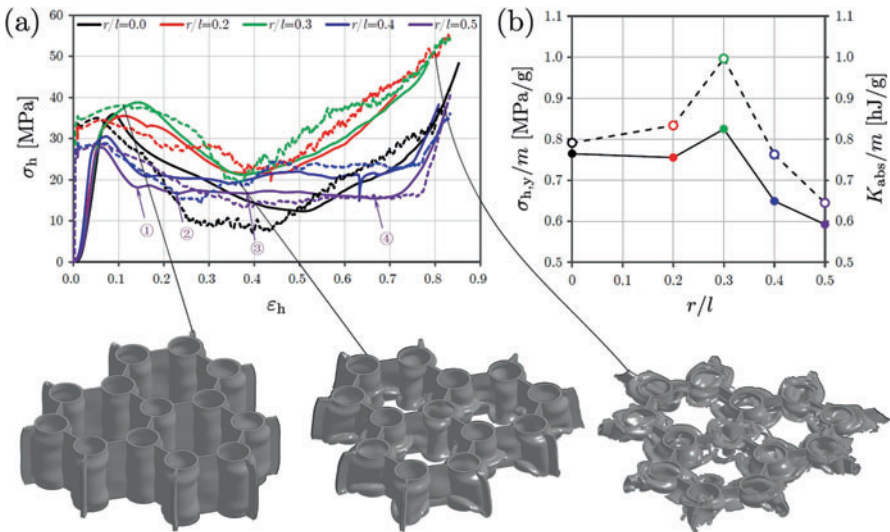 (a)
r/l=0.0 r/l=0.2 r/l=0.3 r/l=0.4 r/l=0.5
60
50
40
30
20
10
0
σh [MPa]
① ② ③ ④
0.0 0.1 0.2 0.3 0.4 0.5 0.6 0.7 0.8 0.9
εh
(b)
1.1
1.0
0.9
0.8
0.7
0.6
0.5
σh,y/m [MPa/g]
0 0.1 0.2 0.3 0.4 0.5
r/l
1.1
1.0
0.9
0.8
0.7
0.6
0.5
Kabs/m [hJ/g]